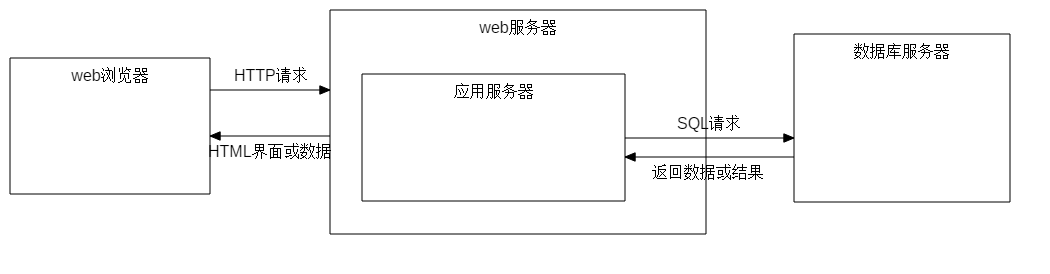 web服务器
web浏览器
HTTP请求
HTML界面或数据
应用服务器
SQL请求
返回数据或结果
数据库服务器